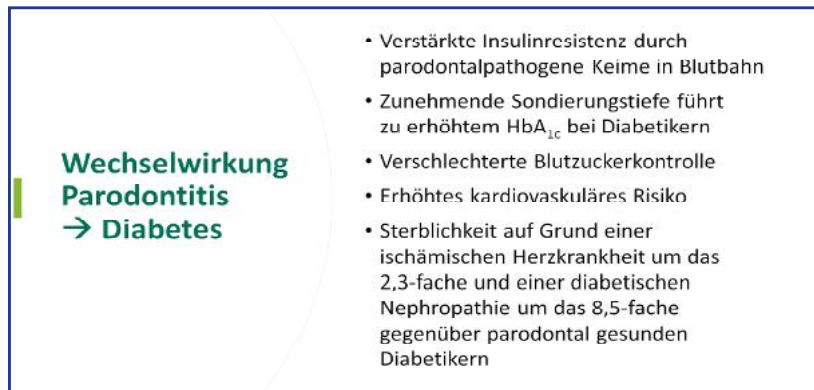 Wechselwirkung
Parodontitis
→ Diabetes
• Verstärkte Insulinresistenz durch
parodontalpathogene Keime in Blutbahn
• Zunehmende Sondierungstiefe führt
zu erhöhtem HbA1c bei Diabetikern
• Verschlechterte Blutzuckerkontrolle
• Erhöhtes kardiovaskuläres Risiko
• Sterblichkeit auf Grund einer
ischämischen Herzkrankheit um das
2,3-fache und einer diabetischen
Nephropathie um das 8,5-fache
gegenüber parodontal gesunden
Diabetikern